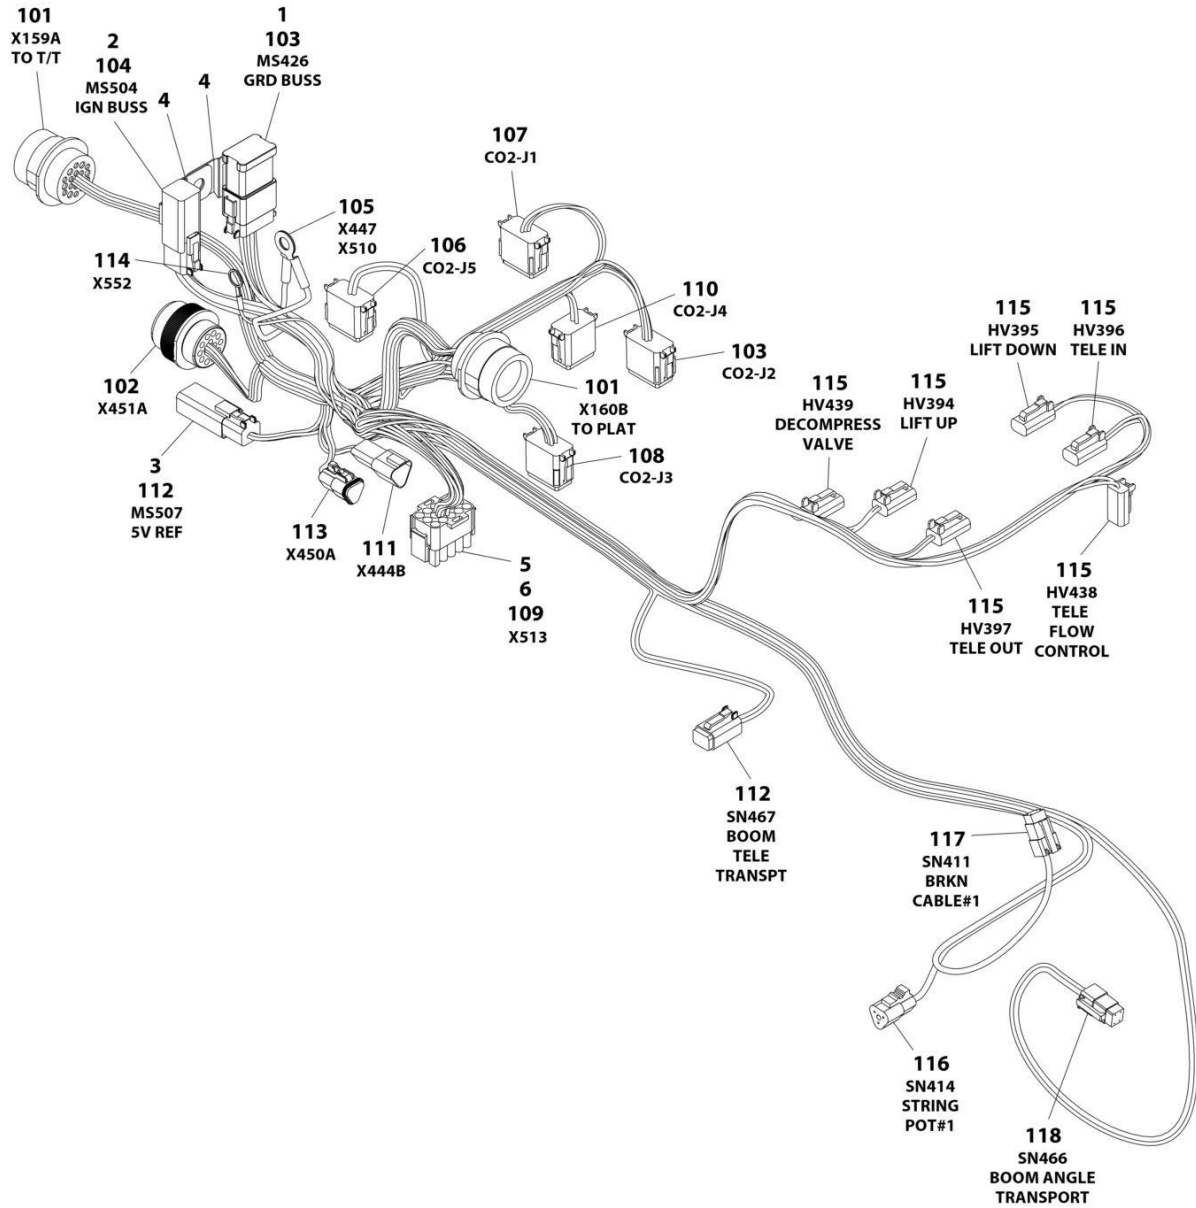 101
X159A
TO T/T
2
104
MS504
IGN BUSS
4
4
1
103
MS426
GRD BUSS
105
X447
X510
106
CO2-J5
107
CO2-J1
110
CO2-J4
103
CO2-J2
114
X552
102
X451A
101
X160B
TO PLAT
108
CO2-J3
3
112
MS507
5V REF
113
X450A
111
X444B
5
6
109
X513
115
HV439
DECOMPRESS
VALVE
115
HV394
LIFT UP
115
HV395
LIFT DOWN
115
HV396
TELE IN
115
HV397
TELE OUT
115
HV438
TELE
FLOW
CONTROL
112
SN467
BOOM
TELE
TRANSPT
117
SN411
BRKN
CABLE#1
116
SN414
STRING
POT#1
118
SN466
BOOM ANGLE
TRANSPORT